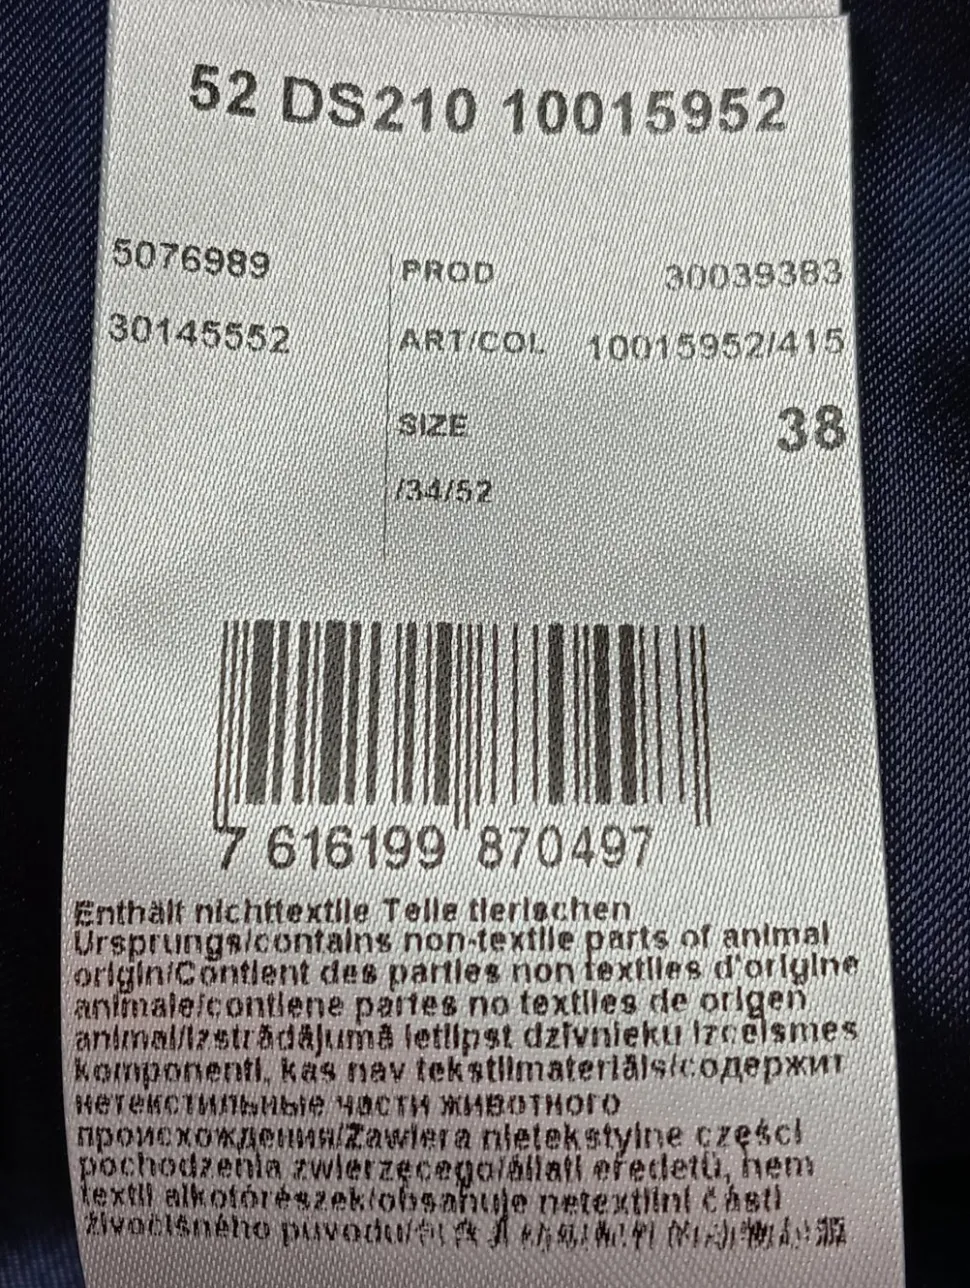 52 DS210 10015952
5076989
30145552
PROD 30039383
ART/COL 10015952/415
SIZE 38
/34/52
7 616199 870497
Enthält nichttextile Teile tierischen
Ursprungs/contains non-textile parts of animal
origin/Contient des parties non textiles d'origine
animale/contiene partes no textiles de origen
animal/Izstrādājumā ietilpst dzīvnieku izcelsmes
komponenti, kas nav tekstilmateriāls/содержит
нетекстильные части животного
происхождения/Zawiera nietekstylne części
pochodzenia zwierzęcego/állati eredetű, nem
textil alkotórészek/obsahuje netextilní části
živočišného původu/